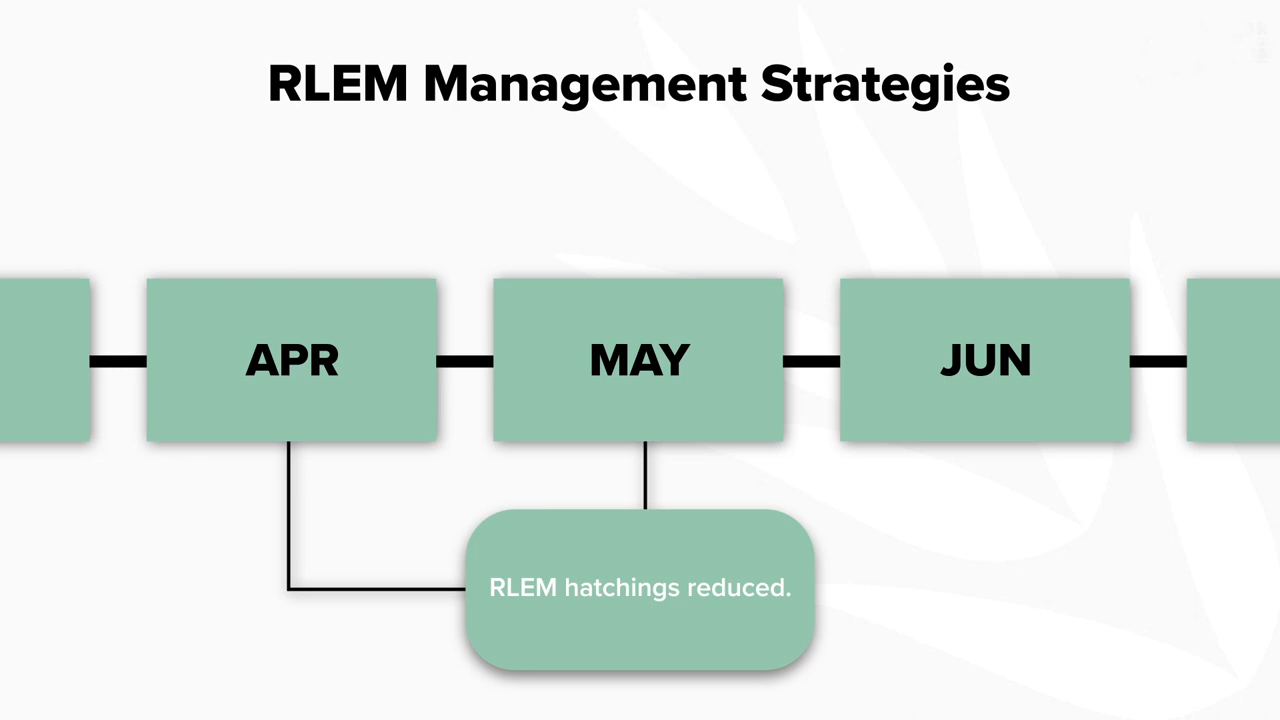 RLEM Management Strategies
APR
MAY
JUN
RLEM hatchings reduced.